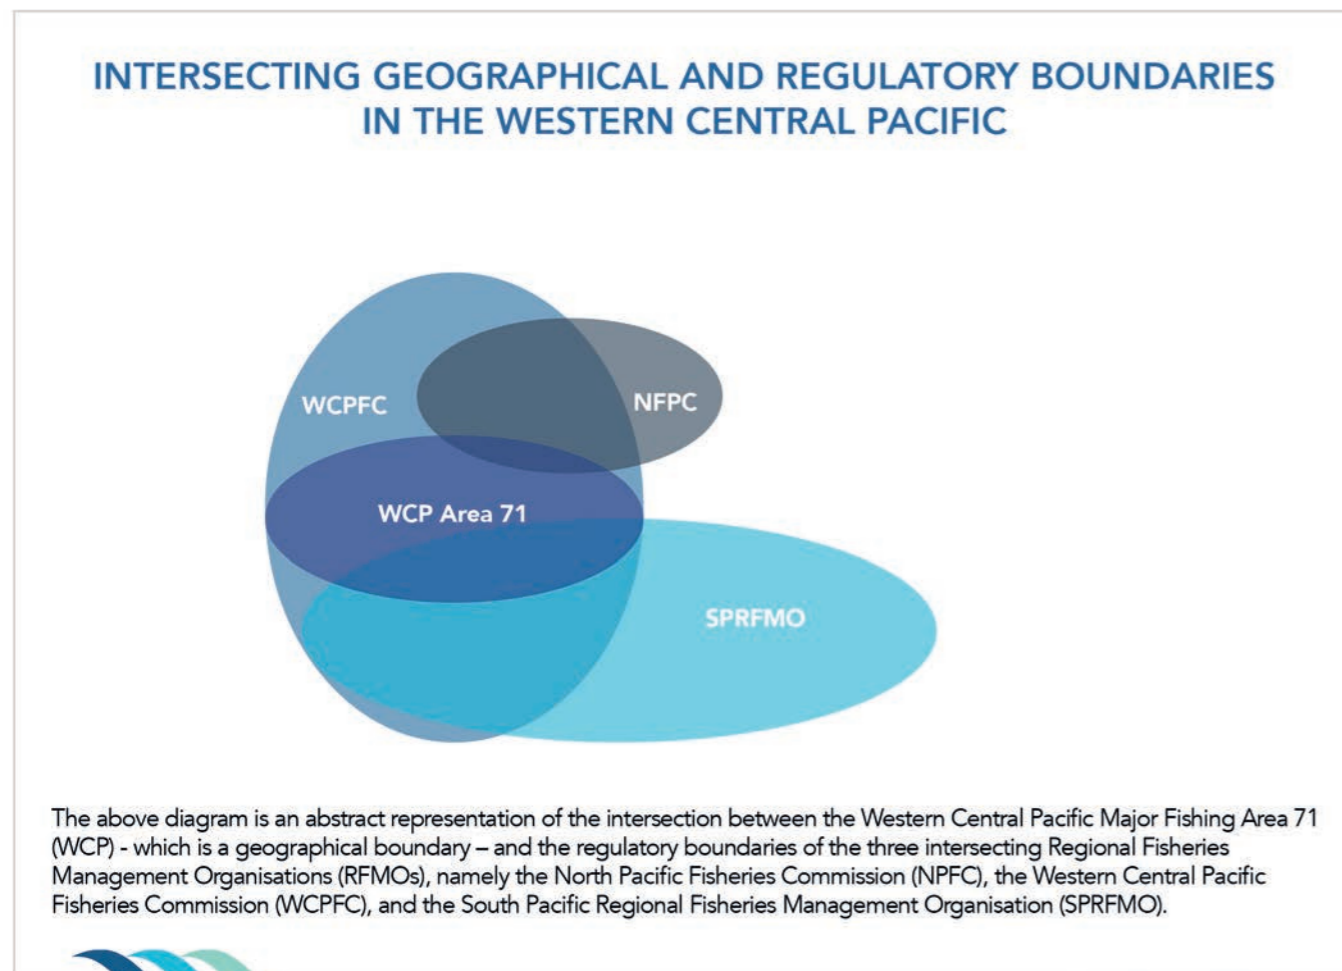 INTERSECTING GEOGRAPHICAL AND REGULATORY BOUNDARIES
IN THE WESTERN CENTRAL PACIFIC
WCPFC
NFPC
WCP Area 71
SPRFMO
The above diagram is an abstract representation of the intersection between the Western Central Pacific Major Fishing Area 71
(WCP) - which is a geographical boundary – and the regulatory boundaries of the three intersecting Regional Fisheries
Management Organisations (RFMOs), namely the North Pacific Fisheries Commission (NPFC), the Western Central Pacific
Fisheries Commission (WCPFC), and the South Pacific Regional Fisheries Management Organisation (SPRFMO).